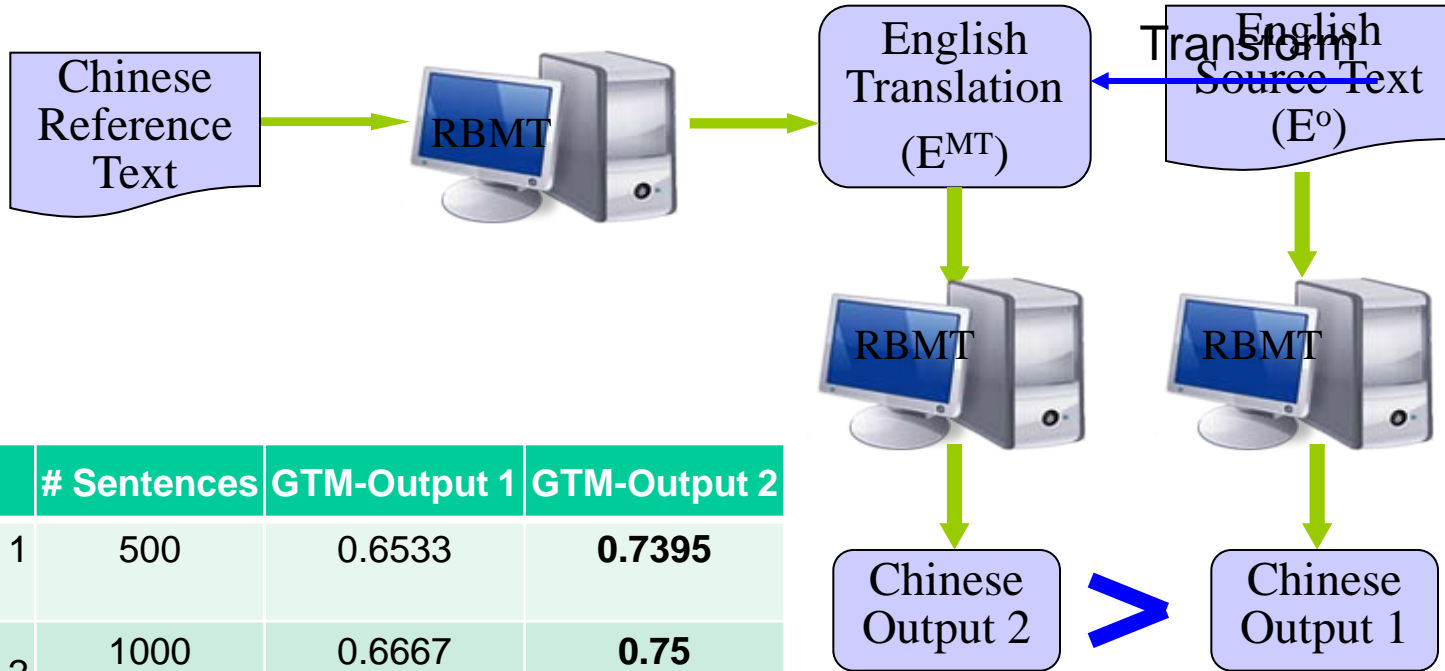 Chinese
Reference
Text
RBMT
English
Translation
(Eᴹᵀ)
Transform
English
Source Text
(Eᵒ)
RBMT
RBMT
# Sentences GTM-Output 1 GTM-Output 2
1 500 0.6533 0.7395
2 1000 0.6667 0.75
Chinese
Output 2
>
Chinese
Output 1